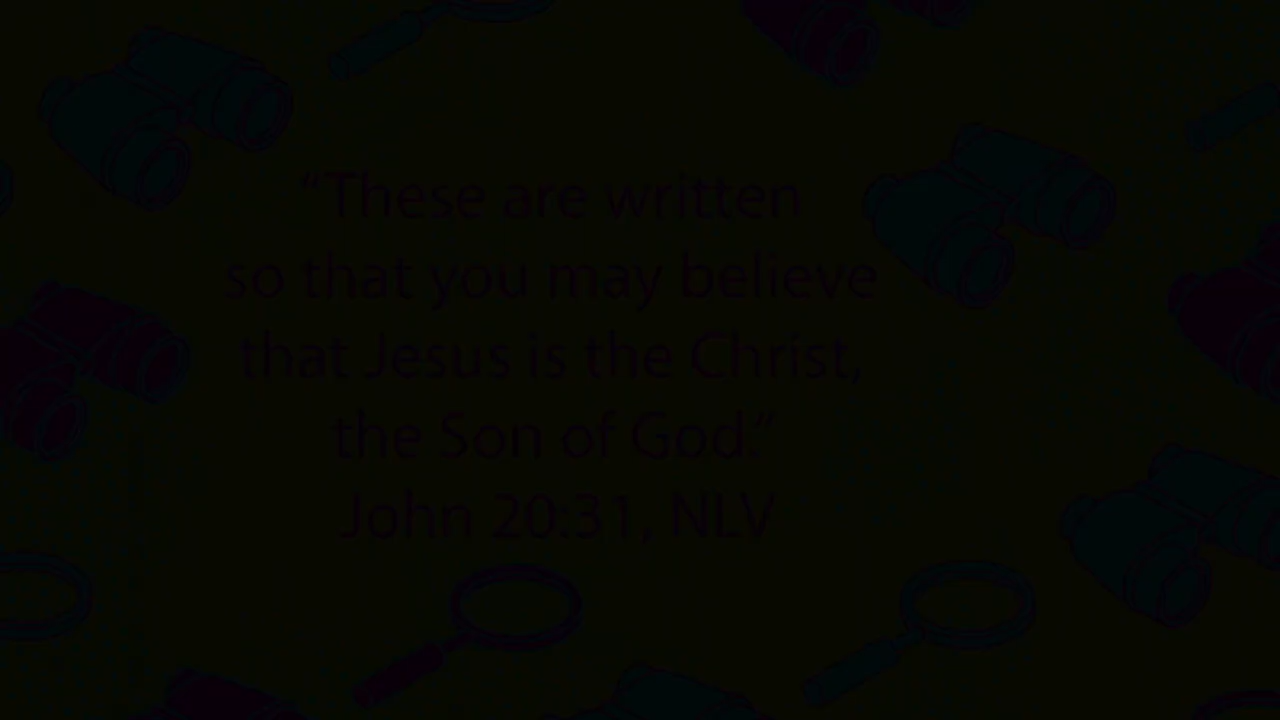 “These are written
so that you may believe
that Jesus is the Christ,
the Son of God.”
John 20:31, NLV